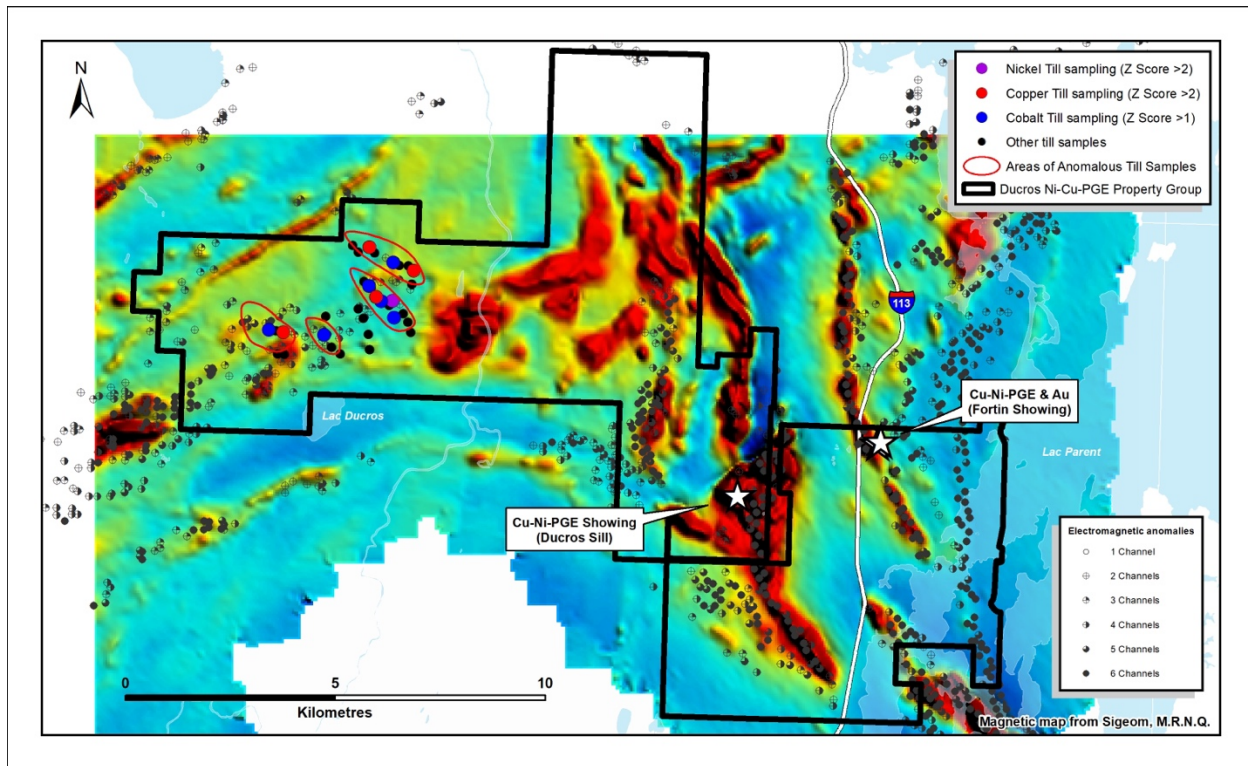 N
Nickel Till sampling (Z Score >2)
Copper Till sampling (Z Score >2)
Cobalt Till sampling (Z Score >1)
Other till samples
Areas of Anomalous Till Samples
Ducros Ni-Cu-PGE Property Group
113
Cu-Ni-PGE & Au
(Fortin Showing)
Lac Ducros
Lac Parent
Cu-Ni-PGE Showing
(Ducros Sill)
Electromagnetic anomalies
1 Channel
2 Channels
3 Channels
4 Channels
5 Channels
6 Channels
0 5 10
Kilometres
Magnetic map from Sigeom, M.R.N.Q.